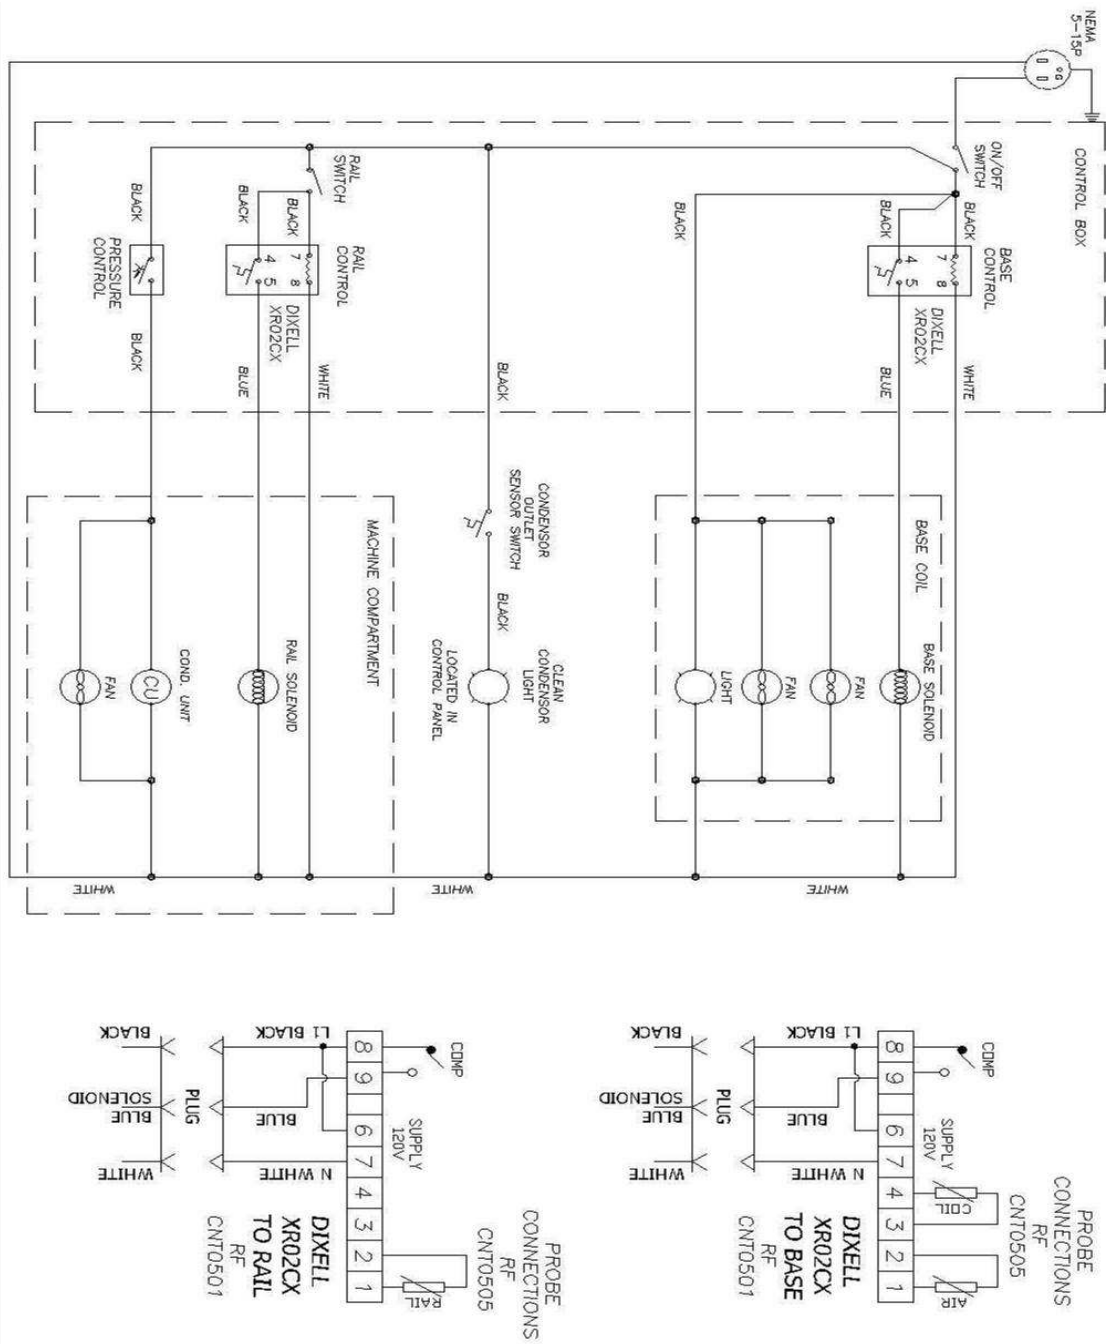 NEMA
5-15P
G
CONTROL BOX
ON/OFF
SWITCH
BLACK
BLACK
BASE
CONTROL
7 8
4 5
DIXELL
XR02CX
WHITE
BLUE
BLACK
BASE COIL
BASE SOLENOID
FAN
FAN
LIGHT
WHITE
BLACK
CONDENSOR
OUTLET
SENSOR SWITCH
BLACK
CLEAN
CONDENSOR
LIGHT
LOCATED IN
CONTROL PANEL
WHITE
RAIL
SWITCH
BLACK
BLACK
RAIL
CONTROL
7 8
4 5
DIXELL
XR02CX
WHITE
BLUE
BLACK
PRESSURE
CONTROL
BLACK
MACHINE COMPARTMENT
RAIL SOLENOID
COND. UNIT
CU
FAN
WHITE
PROBE
CONNECTIONS
RF
CNT0505
COMP
SUPPLY
120V
COIL
AIR
8 9 6 7 4 3 2 1
L1 BLACK
BLUE
N WHITE
DIXELL
XR02CX
TO BASE
RF
CNT0501
PLUG
BLACK
BLUE
SOLENOID
WHITE
PROBE
CONNECTIONS
RF
CNT0505
COMP
SUPPLY
120V
RAIL
8 9 6 7 4 3 2 1
L1 BLACK
BLUE
N WHITE
DIXELL
XR02CX
TO RAIL
RF
CNT0501
PLUG
BLACK
BLUE
SOLENOID
WHITE